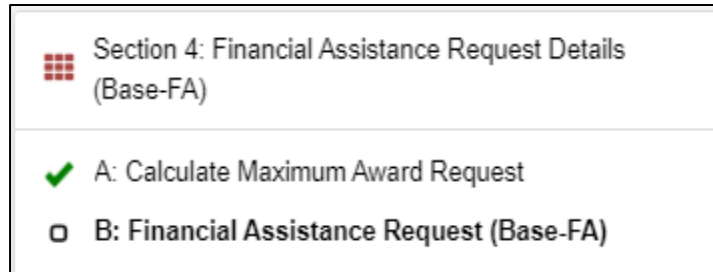 Section 4: Financial Assistance Request Details
(Base-FA)
A: Calculate Maximum Award Request
B: Financial Assistance Request (Base-FA)